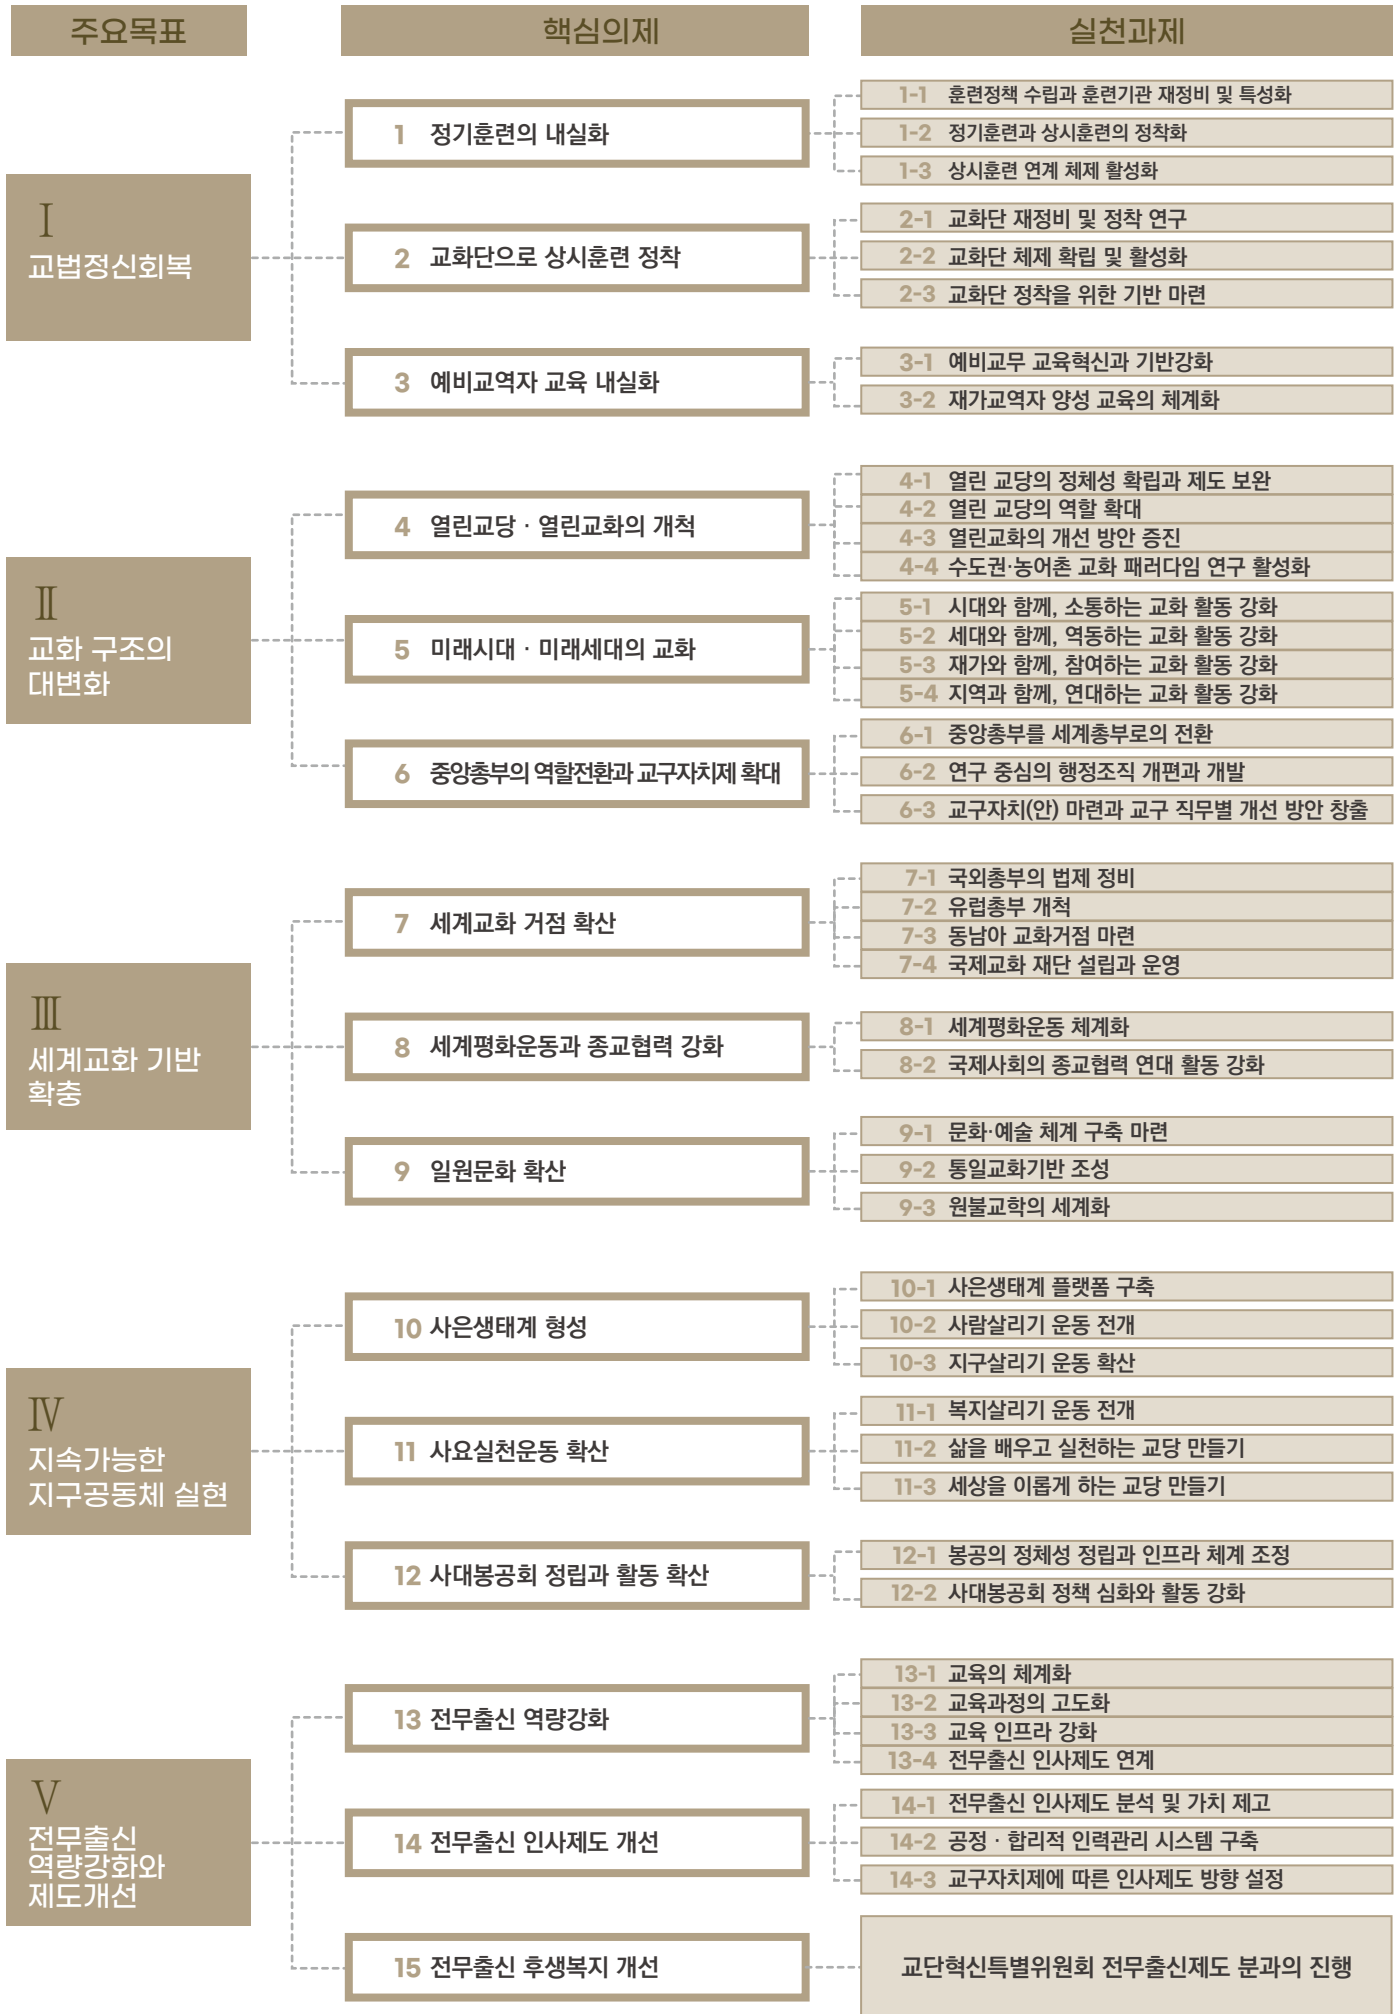 주요목표
핵심의제
실천과제
Ⅰ
교법정신회복
1 정기훈련의 내실화
1-1 훈련정책 수립과 훈련기관 재정비 및 특성화
1-2 정기훈련과 상시훈련의 정착화
1-3 상시훈련 연계 체제 활성화
2 교화단으로 상시훈련 정착
2-1 교화단 재정비 및 정착 연구
2-2 교화단 체제 확립 및 활성화
2-3 교화단 정착을 위한 기반 마련
3 예비교역자 교육 내실화
3-1 예비교무 교육혁신과 기반강화
3-2 재가교역자 양성 교육의 체계화
Ⅱ
교화 구조의
대변화
4 열린교당 · 열린교화의 개척
4-1 열린 교당의 정체성 확립과 제도 보완
4-2 열린 교당의 역할 확대
4-3 열린교화의 개선 방안 증진
4-4 수도권·농어촌 교화 패러다임 연구 활성화
5 미래시대 · 미래세대의 교화
5-1 시대와 함께, 소통하는 교화 활동 강화
5-2 세대와 함께, 역동하는 교화 활동 강화
5-3 재가와 함께, 참여하는 교화 활동 강화
5-4 지역과 함께, 연대하는 교화 활동 강화
6 중앙총부의 역할전환과 교구자치제 확대
6-1 중앙총부를 세계총부로의 전환
6-2 연구 중심의 행정조직 개편과 개발
6-3 교구자치(안) 마련과 교구 직무별 개선 방안 창출
Ⅲ
세계교화 기반
확충
7 세계교화 거점 확산
7-1 국외총부의 법제 정비
7-2 유럽총부 개척
7-3 동남아 교화거점 마련
7-4 국제교화 재단 설립과 운영
8 세계평화운동과 종교협력 강화
8-1 세계평화운동 체계화
8-2 국제사회의 종교협력 연대 활동 강화
9 일원문화 확산
9-1 문화·예술 체계 구축 마련
9-2 통일교화기반 조성
9-3 원불교학의 세계화
Ⅳ
지속가능한
지구공동체 실현
10 사은생태계 형성
10-1 사은생태계 플랫폼 구축
10-2 사람살리기 운동 전개
10-3 지구살리기 운동 확산
11 사요실천운동 확산
11-1 복지살리기 운동 전개
11-2 삶을 배우고 실천하는 교당 만들기
11-3 세상을 이롭게 하는 교당 만들기
12 사대봉공회 정립과 활동 확산
12-1 봉공의 정체성 정립과 인프라 체계 조정
12-2 사대봉공회 정책 심화와 활동 강화
Ⅴ
전무출신
역량강화와
제도개선
13 전무출신 역량강화
13-1 교육의 체계화
13-2 교육과정의 고도화
13-3 교육 인프라 강화
13-4 전무출신 인사제도 연계
14 전무출신 인사제도 개선
14-1 전무출신 인사제도 분석 및 가치 제고
14-2 공정 · 합리적 인력관리 시스템 구축
14-3 교구자치제에 따른 인사제도 방향 설정
15 전무출신 후생복지 개선
교단혁신특별위원회 전무출신제도 분과의 진행